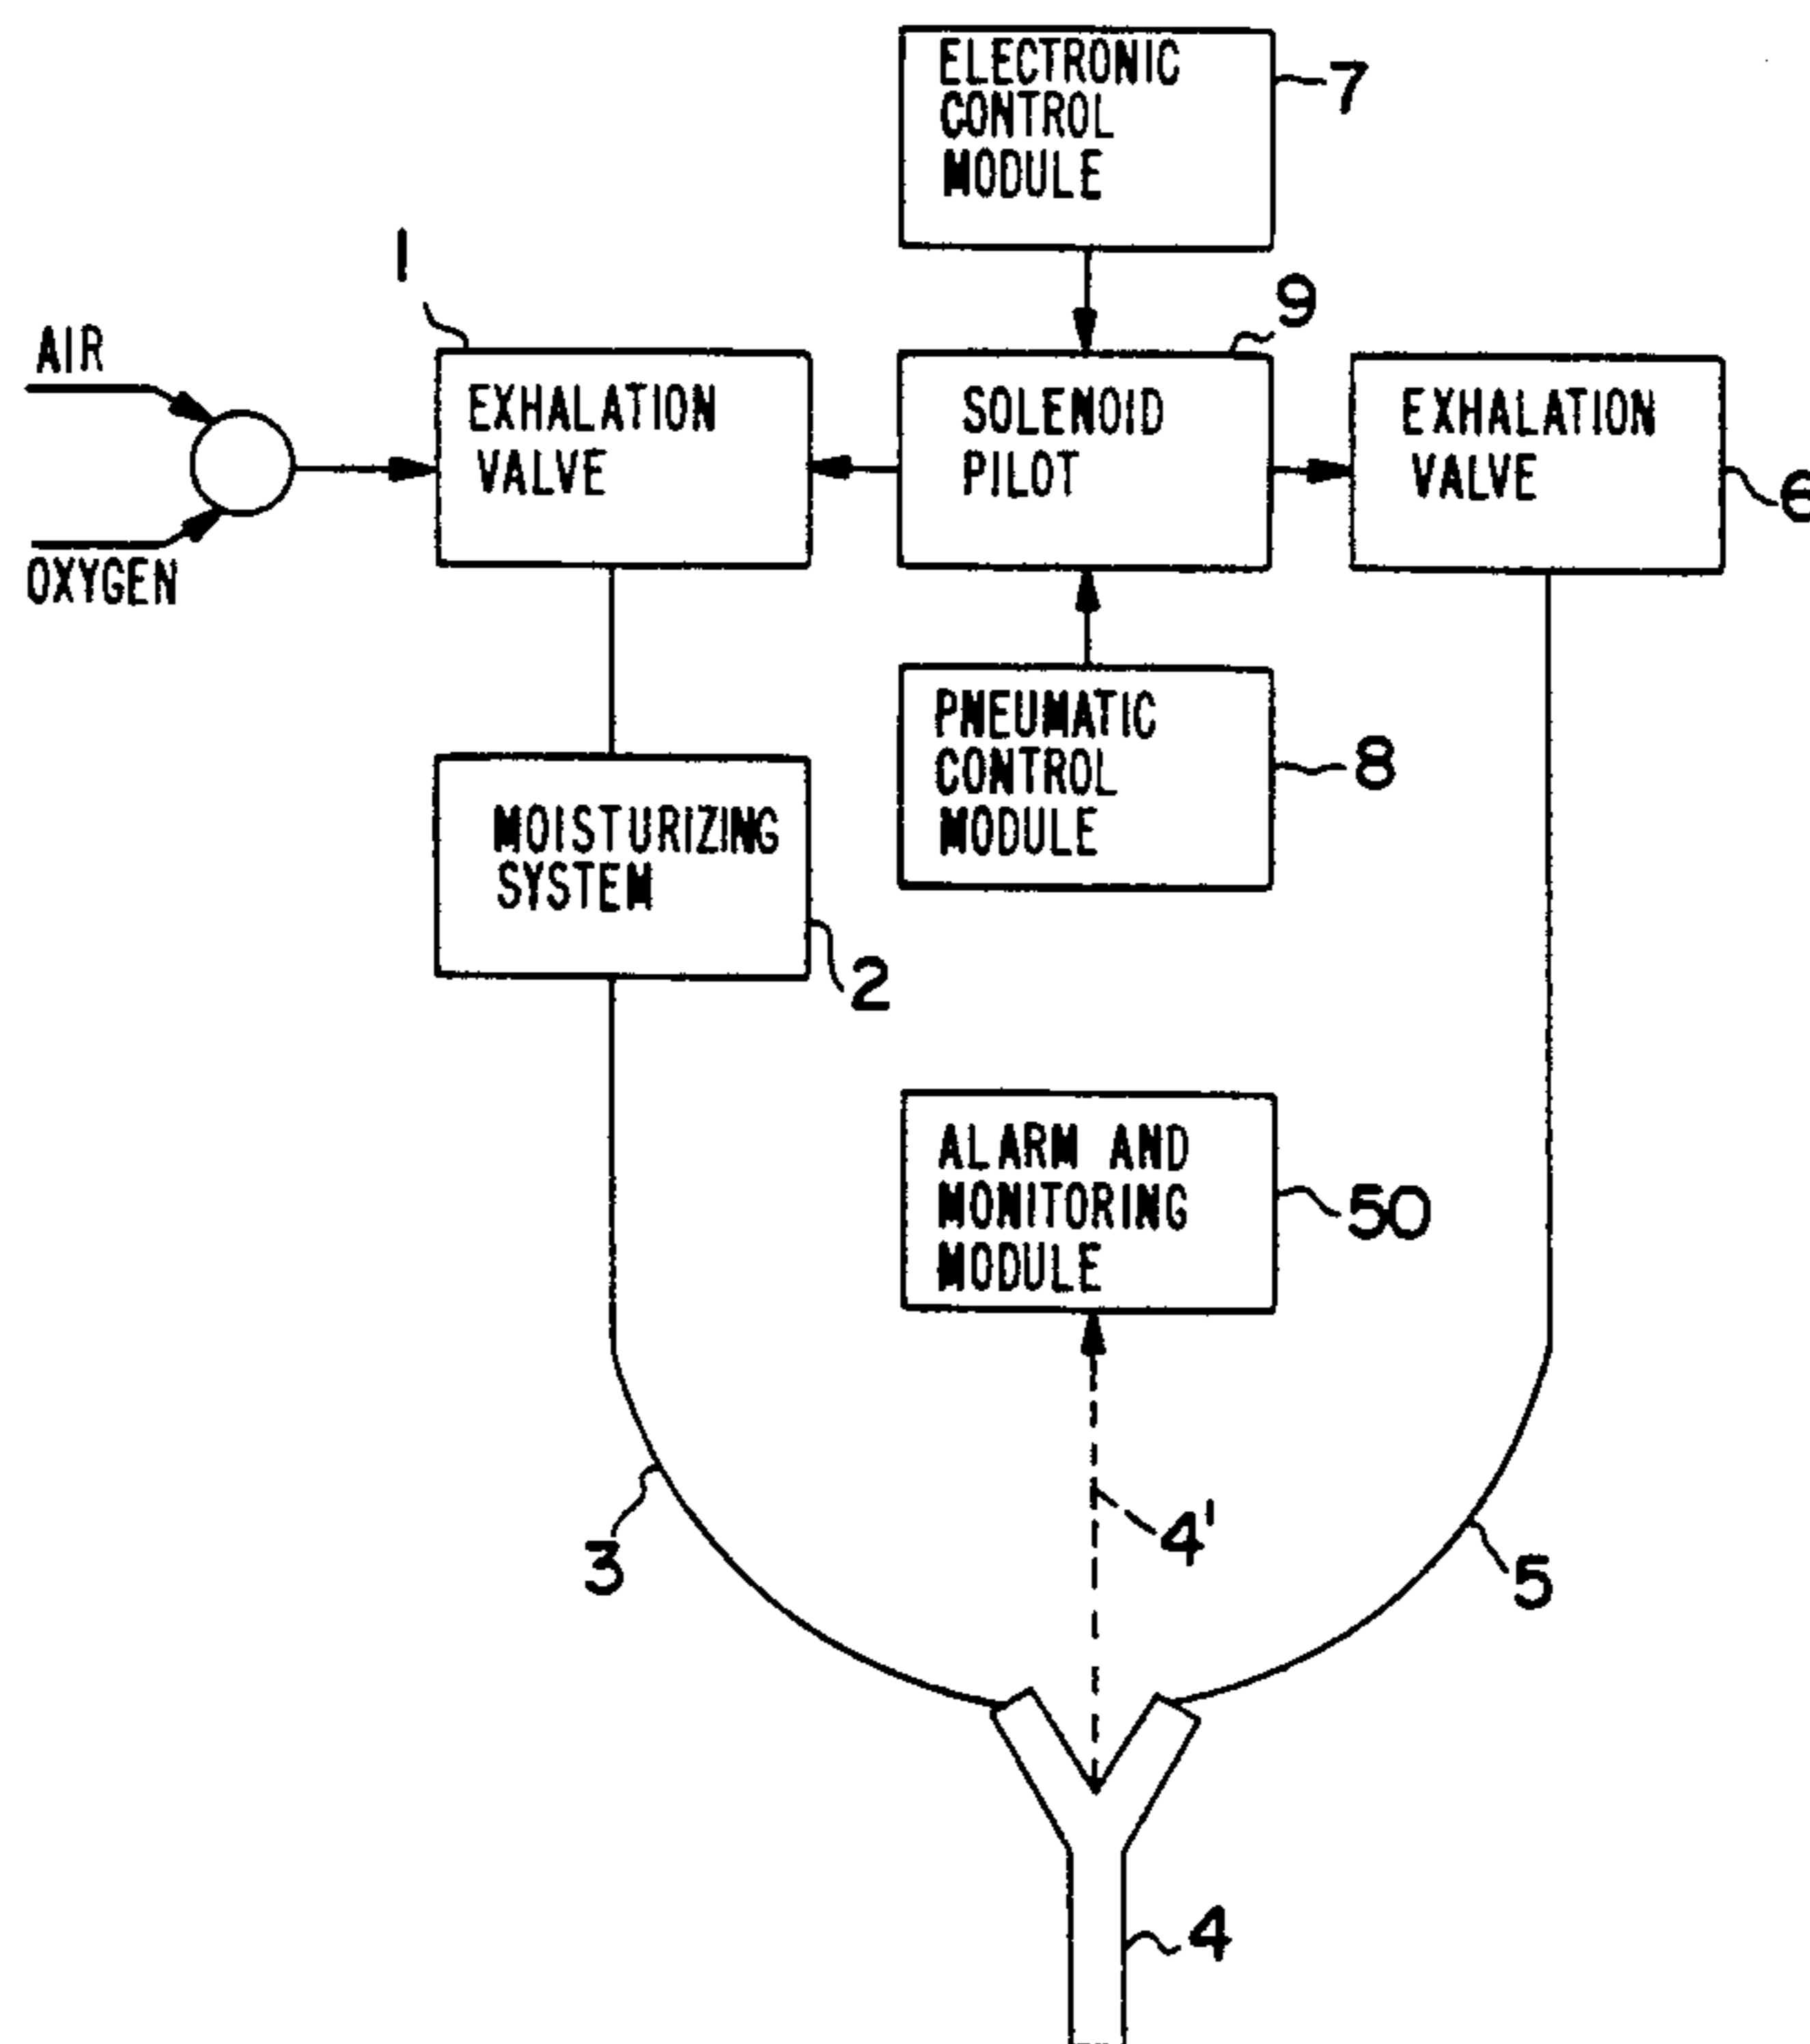 ELECTRONIC
CONTROL
MODULE
7
1
9
AIR
EXHALATION
VALVE
SOLENOID
PILOT
EXHALATION
VALVE
6
OXYGEN
PNEUMATIC
CONTROL
MODULE
8
MOISTURIZING
SYSTEM
2
ALARM AND
MONITORING
MODULE
50
3
4'
5
4